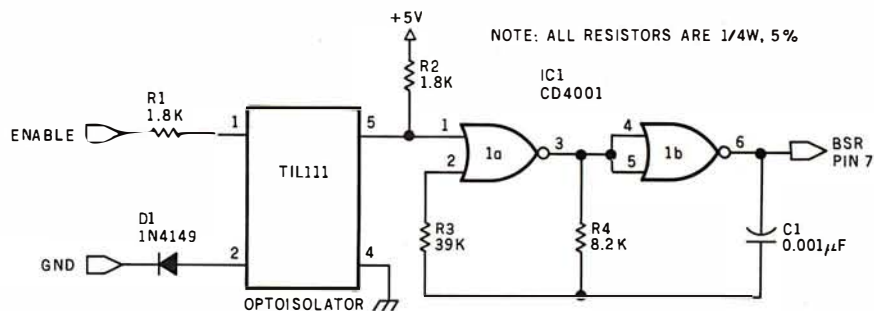 +5V
NOTE: ALL RESISTORS ARE 1/4W, 5%
R2
1.8K
IC1
CD4001
R1
1.8K
ENABLE
1
5
1
2
1a
3
4
5
1b
6
BSR
PIN 7
TIL111
D1
1N4149
GND
2
4
R3
39K
R4
8.2K
C1
0.001µF
OPTOISOLATOR